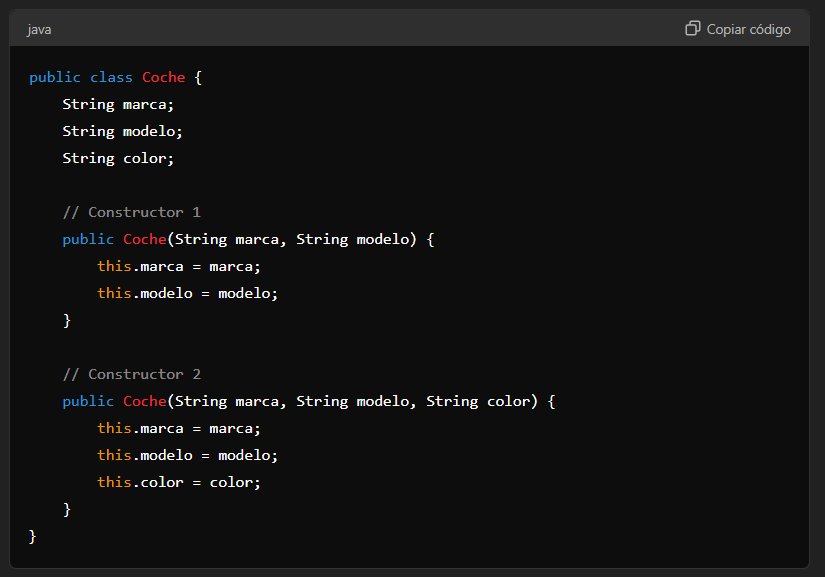 java
Copiar código
public class Coche {
    String marca;
    String modelo;
    String color;

    // Constructor 1
    public Coche(String marca, String modelo) {
        this.marca = marca;
        this.modelo = modelo;
    }

    // Constructor 2
    public Coche(String marca, String modelo, String color) {
        this.marca = marca;
        this.modelo = modelo;
        this.color = color;
    }
}